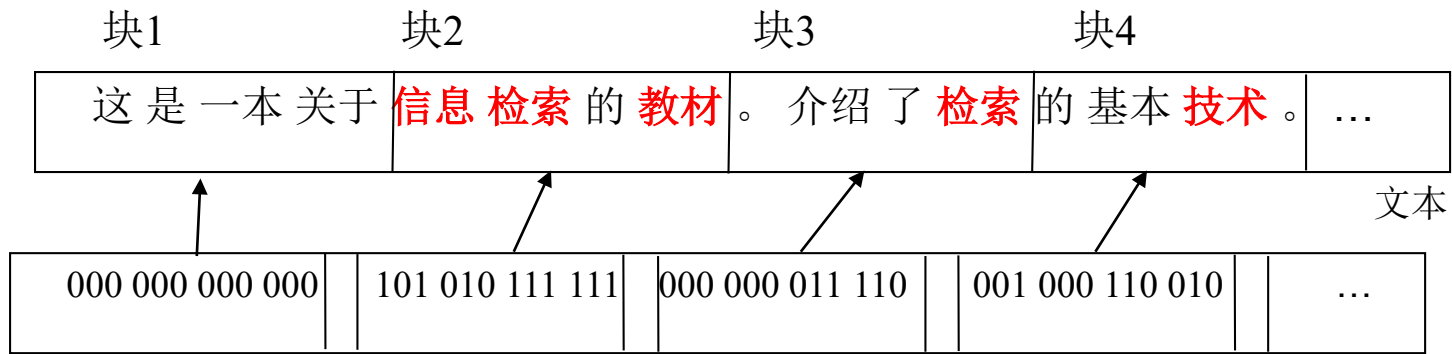 块1 块2 块3 块4
这 是 一本 关于 信息 检索 的 教材 。 介绍 了 检索 的 基本 技术 。 …
文本
000 000 000 000 101 010 111 111 000 000 011 110 001 000 110 010 …